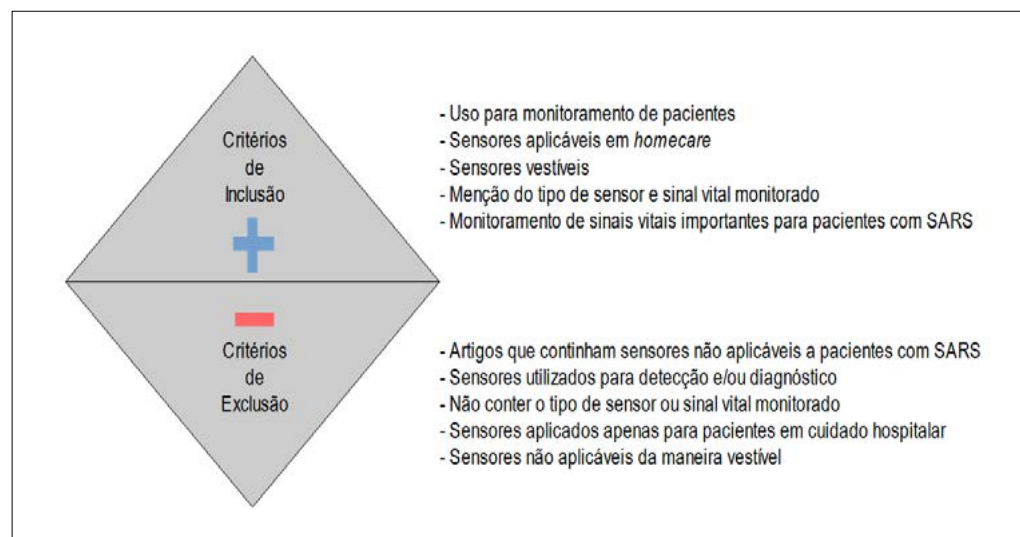 Critérios
de
Inclusão
- Uso para monitoramento de pacientes
- Sensores aplicáveis em homecare
- Sensores vestíveis
- Menção do tipo de sensor e sinal vital monitorado
- Monitoramento de sinais vitais importantes para pacientes com SARS
Critérios
de
Exclusão
- Artigos que continham sensores não aplicáveis a pacientes com SARS
- Sensores utilizados para detecção e/ou diagnóstico
- Não conter o tipo de sensor ou sinal vital monitorado
- Sensores aplicados apenas para pacientes em cuidado hospitalar
- Sensores não aplicáveis da maneira vestível